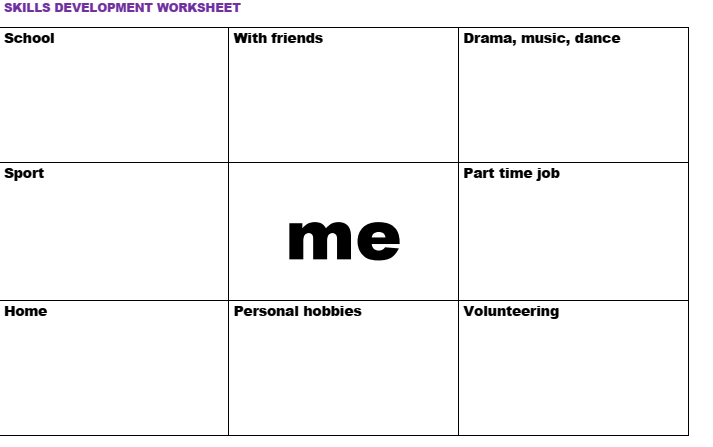 SKILLS DEVELOPMENT WORKSHEET
School
With friends
Drama, music, dance
Sport
me
Part time job
Home
Personal hobbies
Volunteering